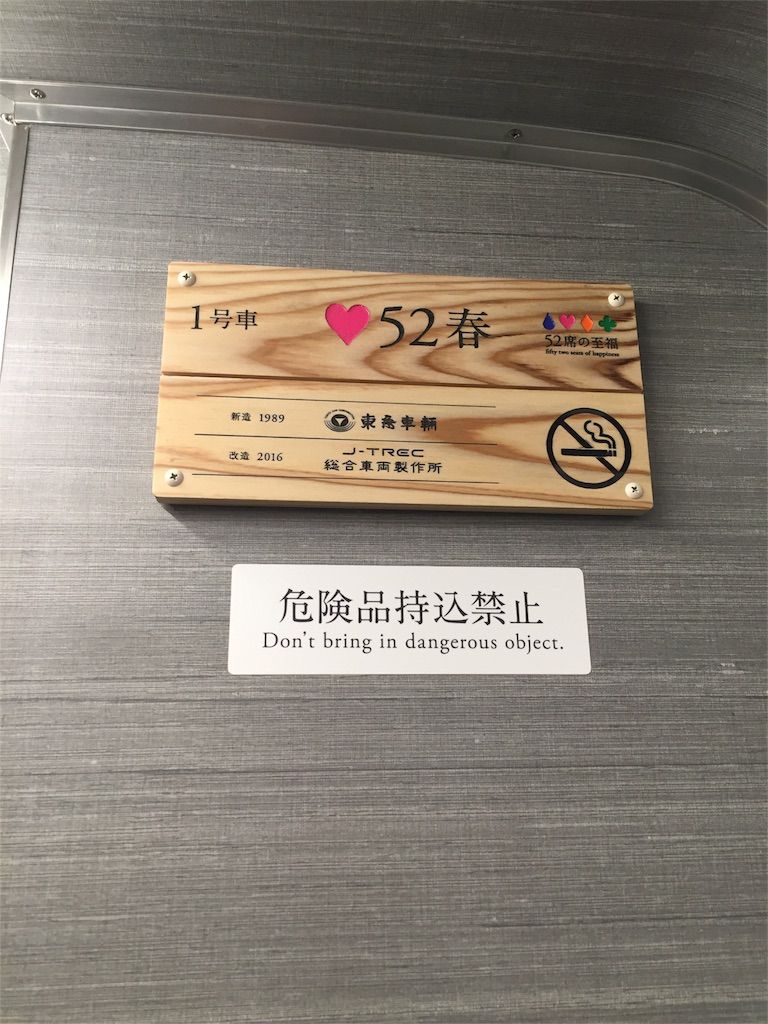 1号車
52春
52席の至福
fifty two seats of happiness
新造 1989 東急車輛
改造 2016 J-TREC
総合車両製作所
危険品持込禁止
Don't bring in dangerous object.